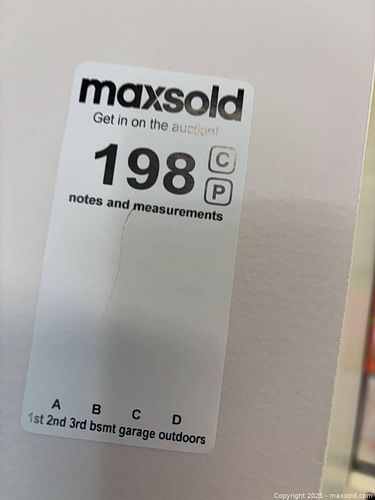 maxsold
Get in on the auction!
198 C
P
notes and measurements
A B C D
1st 2nd 3rd bsmt garage outdoors
Copyright 2025 - maxsold.com